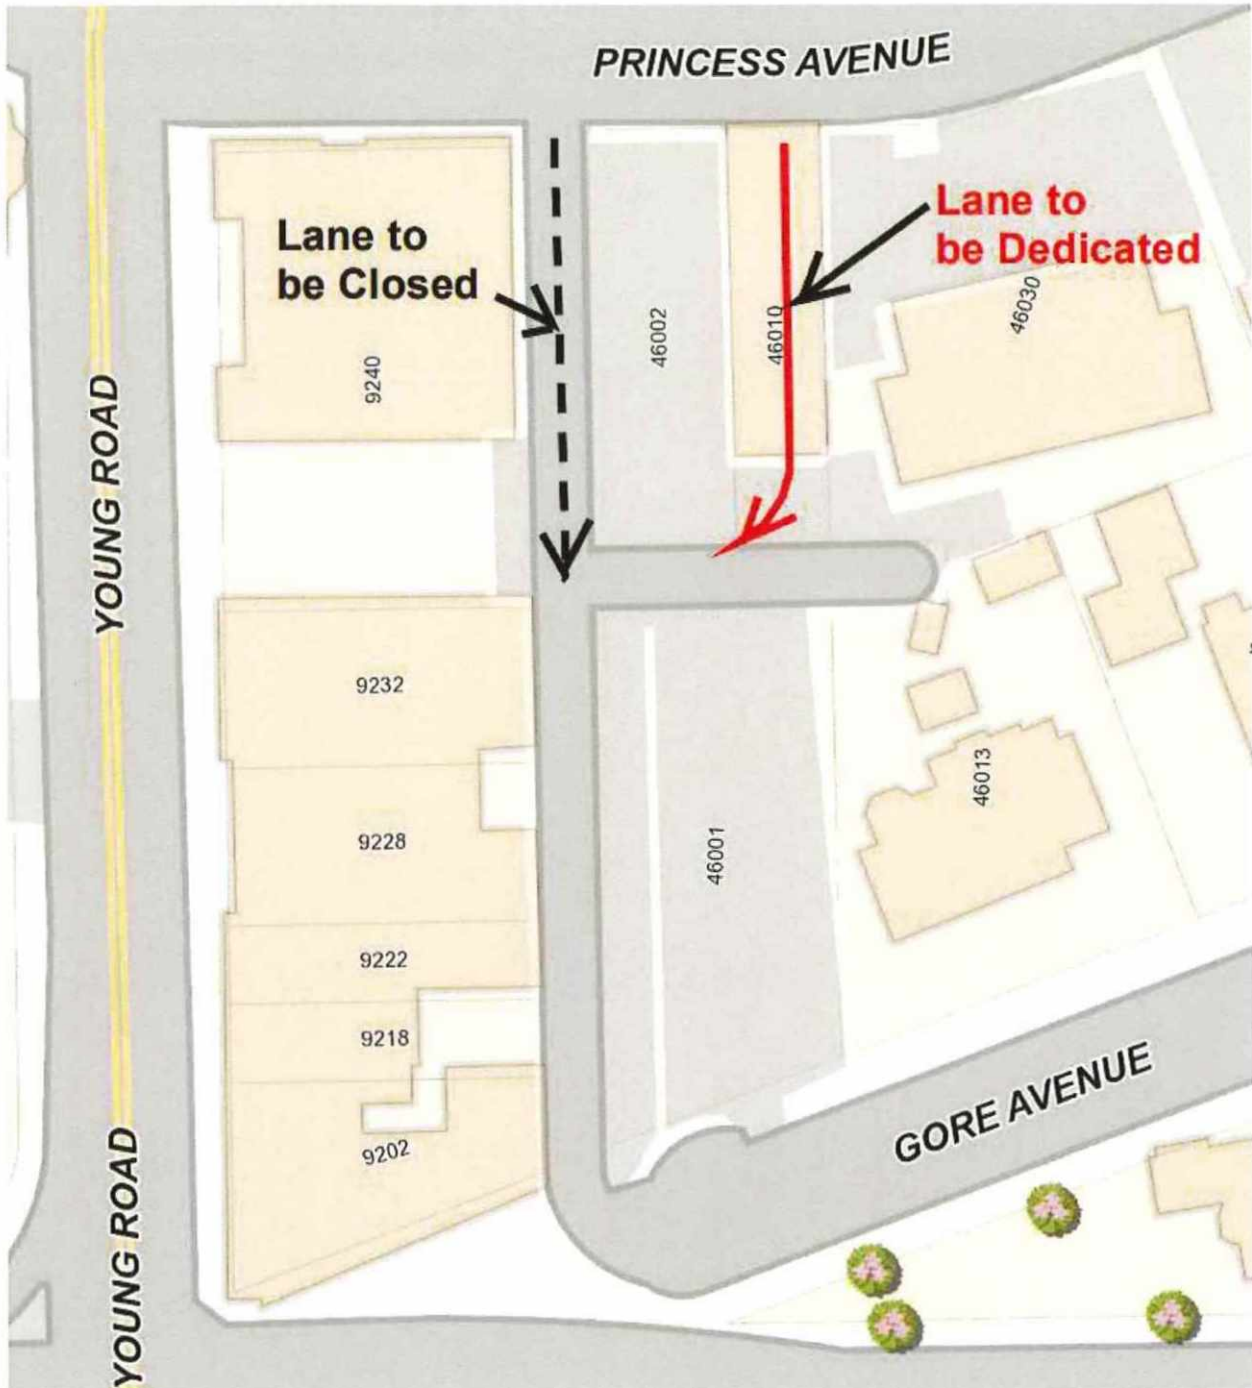 PRINCESS AVENUE
Lane to
be Closed
Lane to
be Dedicated
9240
46002
46010
46030
YOUNG ROAD
9232
9228
46013
46001
9222
9218
9202
GORE AVENUE
YOUNG ROAD